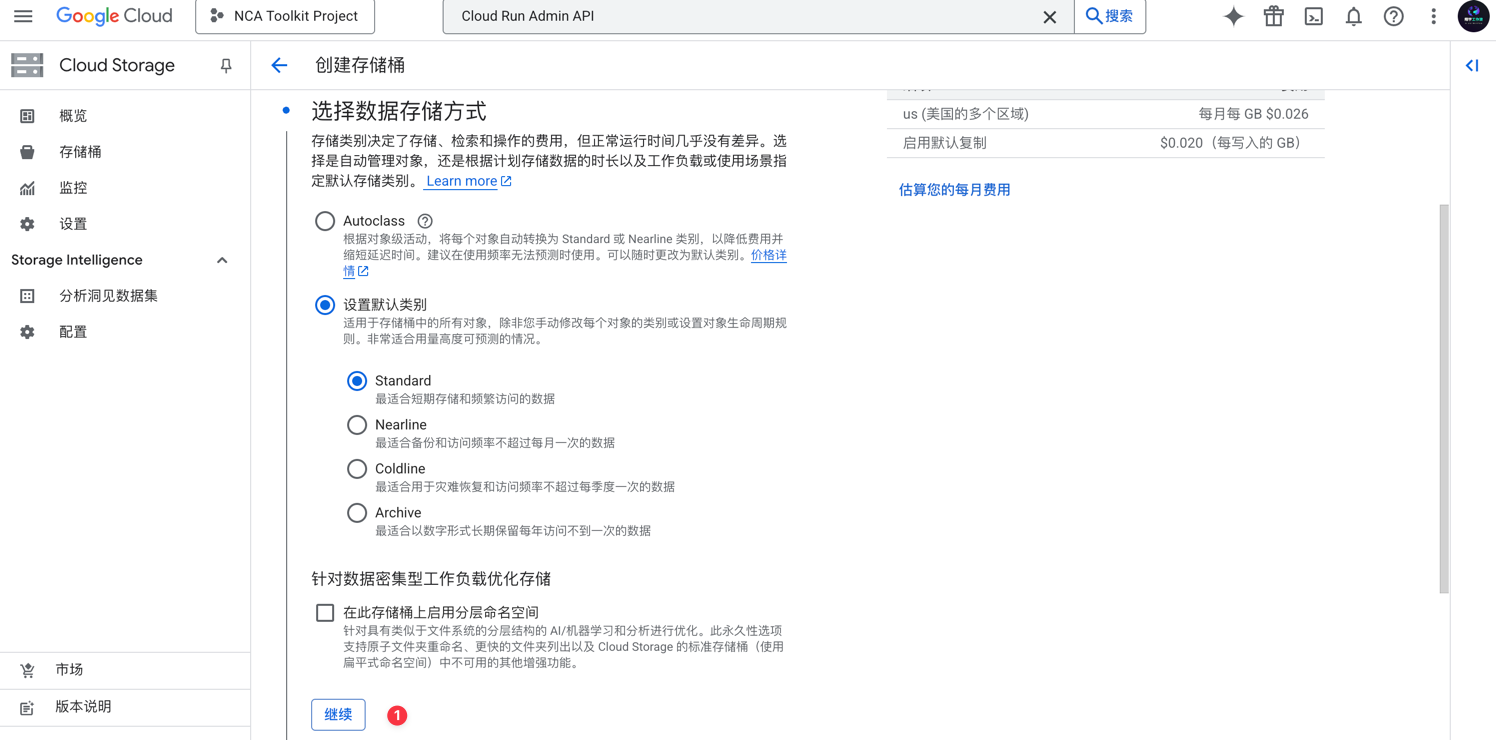 Google Cloud
NCA Toolkit Project
Cloud Run Admin API
搜索
Cloud Storage
创建存储桶
概览
存储桶
监控
设置
Storage Intelligence
分析洞见数据集
配置
市场
版本说明
选择数据存储方式
存储类别决定了存储、检索和操作的费用，但正常运行时间几乎没有差异。选
择是自动管理对象，还是根据计划存储数据的时长以及工作负载或使用场景指
定默认存储类别。 Learn more
Autoclass
根据对象级活动，将每个对象自动转换为 Standard 或 Nearline 类别，以降低费用并
缩短延迟时间。建议在使用频率无法预测时使用。可以随时更改为默认类别。价格详
情
设置默认类别
适用于存储桶中的所有对象，除非您手动修改每个对象的类别或设置对象生命周期规
则。非常适合用量高度可预测的情况。
Standard
最适合短期存储和频繁访问的数据
Nearline
最适合备份和访问频率不超过每月一次的数据
Coldline
最适合用于灾难恢复和访问频率不超过每季度一次的数据
Archive
最适合以数字形式长期保留每年访问不到一次的数据
针对数据密集型工作负载优化存储
在此存储桶上启用分层命名空间
针对具有类似于文件系统的分层结构的 AI/机器学习和分析进行优化。此永久性选项
支持原子文件夹重命名、更快的文件夹列出以及 Cloud Storage 的标准存储桶（使用
扁平式命名空间）中不可用的其他增强功能。
继续
1
us (美国的多个区域) 每月每 GB $0.026
启用默认复制 $0.020（每写入的 GB）
估算您的每月费用